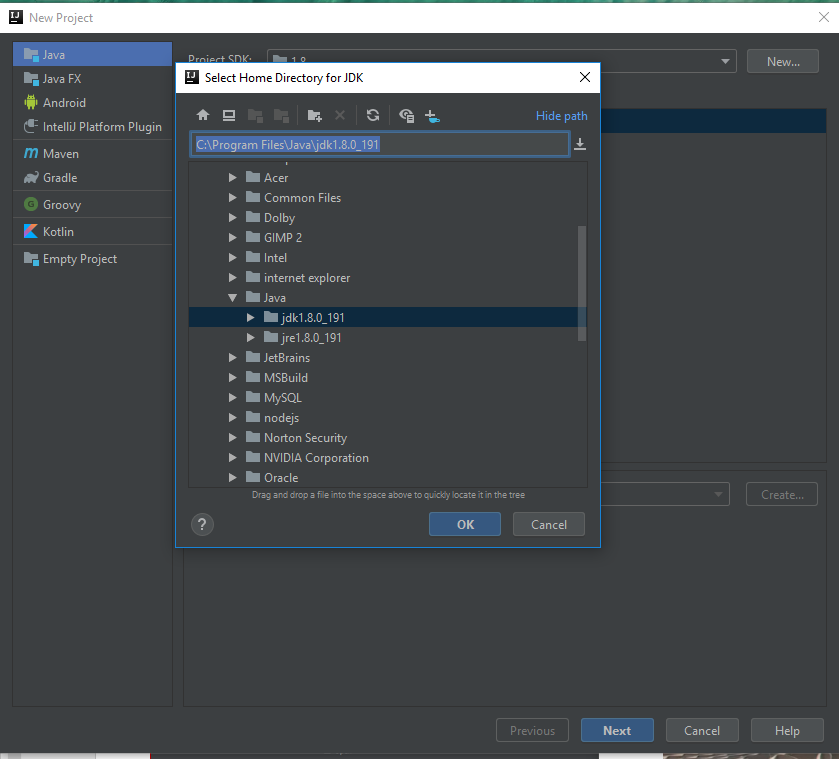 New Project
Java
Java FX
Android
IntelliJ Platform Plugin
Maven
Gradle
Groovy
Kotlin
Empty Project
Project SDK:
1.8
New...
Select Home Directory for JDK
Hide path
C:\Program Files\Java\jdk1.8.0_191
Acer
Common Files
Dolby
GIMP 2
Intel
internet explorer
Java
jdk1.8.0_191
jre1.8.0_191
JetBrains
MSBuild
MySQL
nodejs
Norton Security
NVIDIA Corporation
Oracle
Drag and drop a file into the space above to quickly locate it in the tree
?
OK
Cancel
Create...
Previous
Next
Cancel
Help